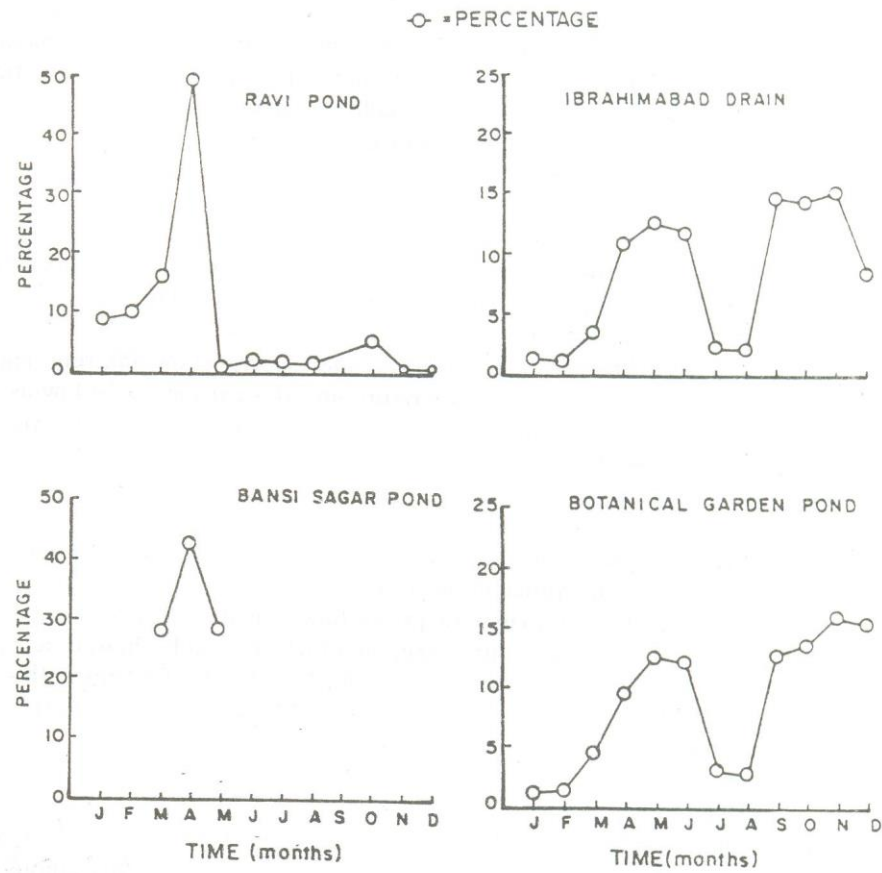 =PERCENTAGE
RAVI POND
PERCENTAGE
50
40
30
20
10
0
IBRAHIMABAD DRAIN
25
20
15
10
5
0
BANSI SAGAR POND
PERCENTAGE
50
40
30
20
10
0
J F M A M J J A S O N D
TIME (months)
BOTANICAL GARDEN POND
25
20
15
10
5
0
J F M A M J J A S O N D
TIME(months)